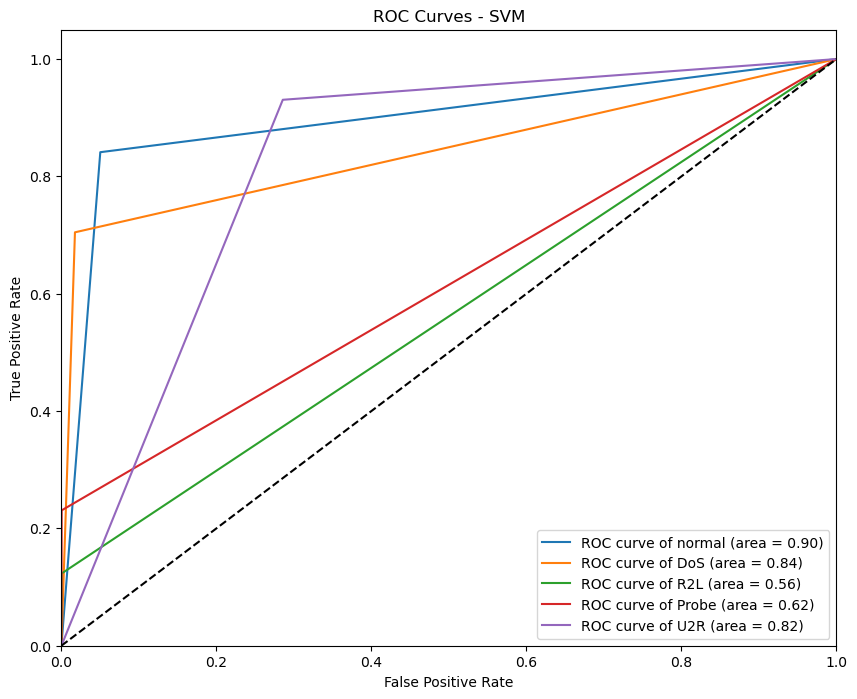 ROC Curves - SVM
1.0
0.8
0.6
0.4
0.2
0.0
True Positive Rate
ROC curve of normal (area = 0.90)
ROC curve of DoS (area = 0.84)
ROC curve of R2L (area = 0.56)
ROC curve of Probe (area = 0.62)
ROC curve of U2R (area = 0.82)
0.0 0.2 0.4 0.6 0.8 1.0
False Positive Rate